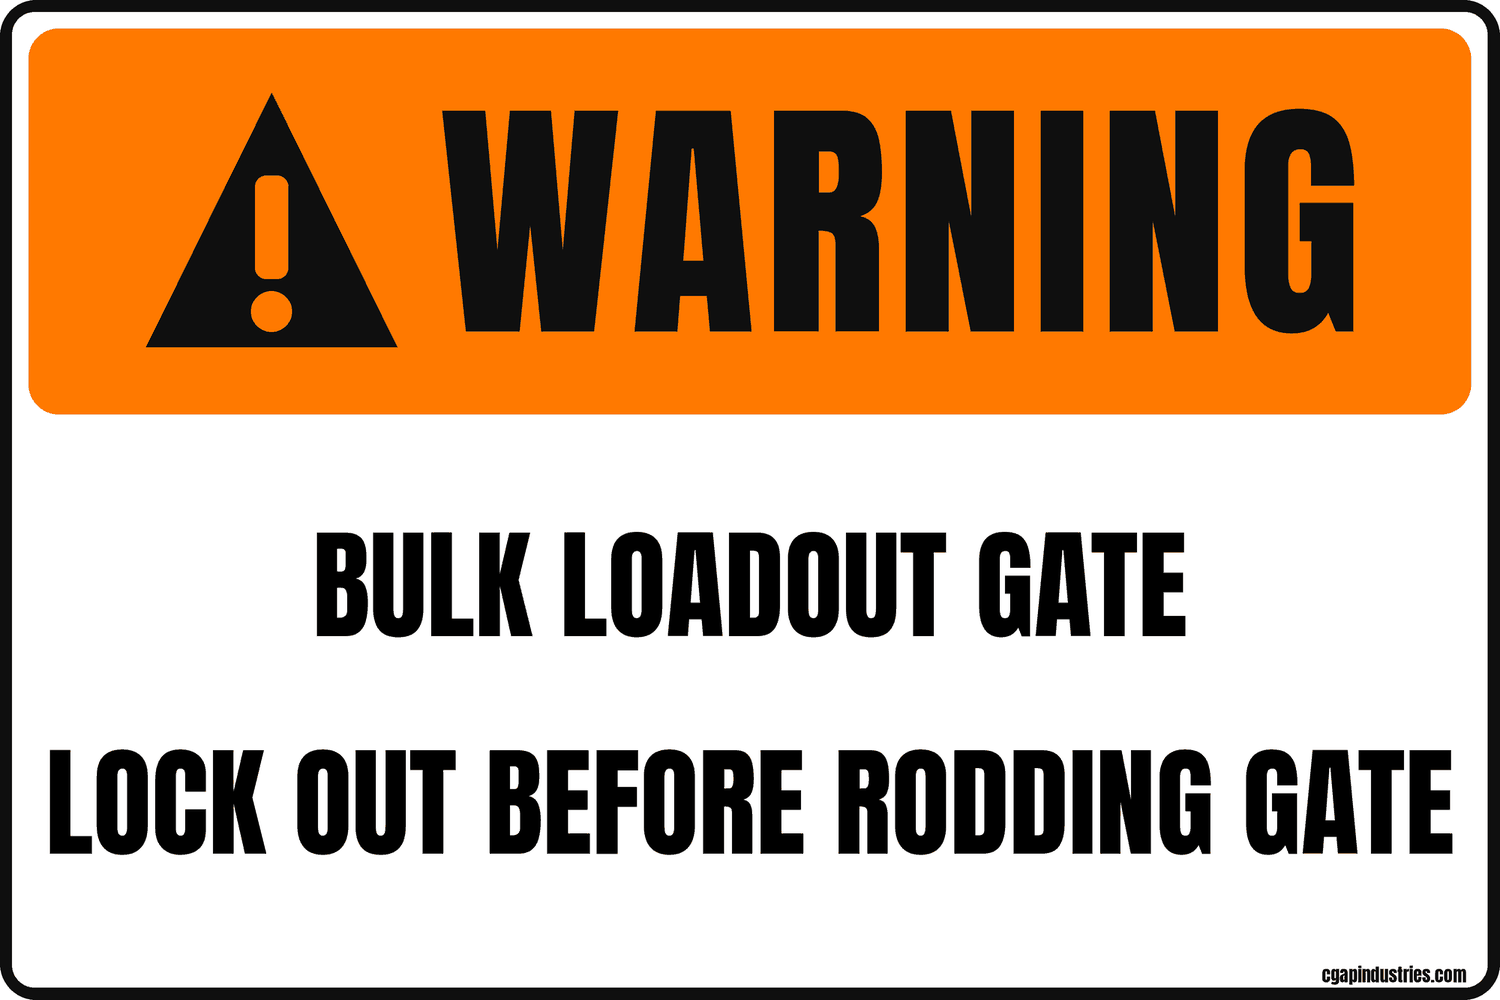 WARNING
BULK LOADOUT GATE
LOCK OUT BEFORE RODDING GATE
cgapindustries.com